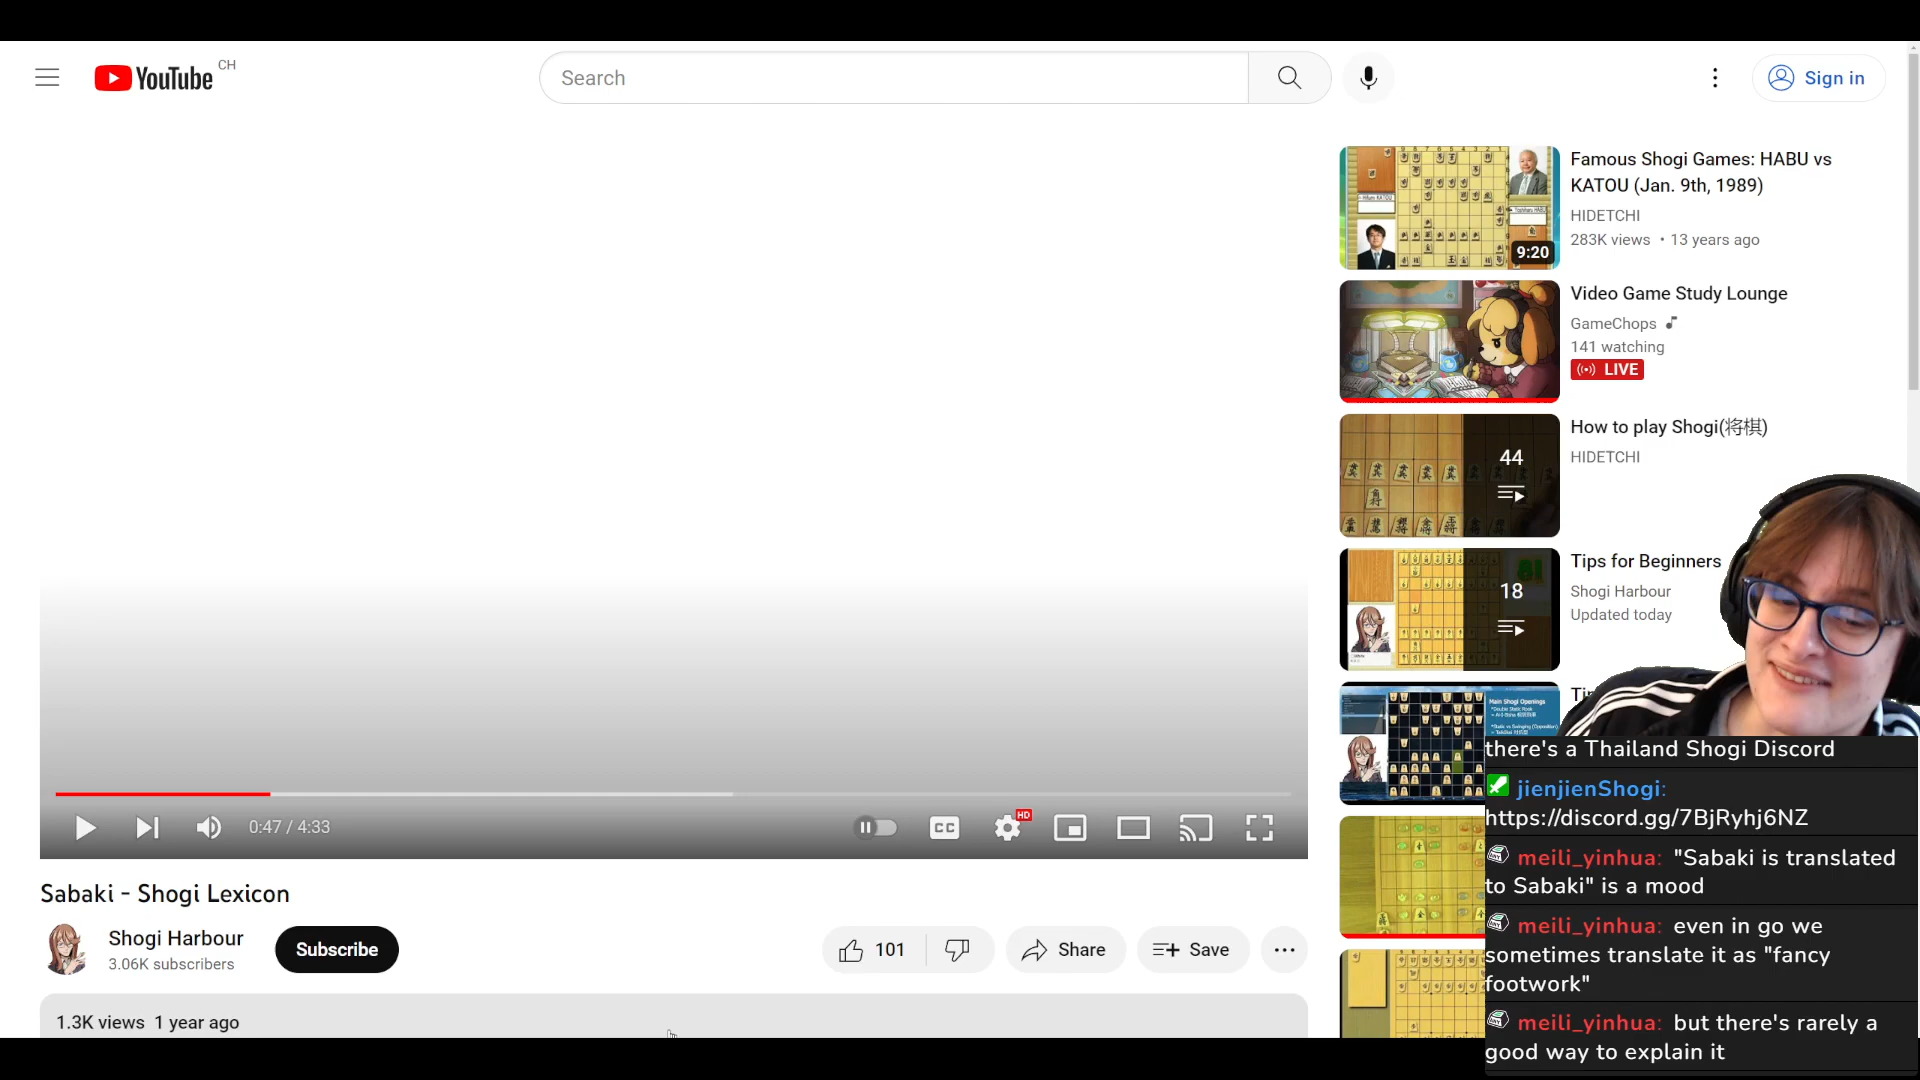 YouTube CH
Search
Sign in
Famous Shogi Games: HABU vs
KATOU (Jan. 9th, 1989)
HIDETCHI
283K views • 13 years ago
9:20
Video Game Study Lounge
GameChops
141 watching
LIVE
How to play Shogi(将棋)
HIDETCHI
44
Tips for Beginners
Shogi Harbour
Updated today
18
Main Shogi Openings
0:47 / 4:33
CC
HD
Sabaki - Shogi Lexicon
Shogi Harbour
3.06K subscribers
Subscribe
101
Share
Save
1.3K views 1 year ago
there's a Thailand Shogi Discord
jienjienShogi:
https://discord.gg/7BjRyhj6NZ
meili_yinhua: "Sabaki is translated
to Sabaki" is a mood
meili_yinhua: even in go we
sometimes translate it as "fancy
footwork"
meili_yinhua: but there's rarely a
good way to explain it